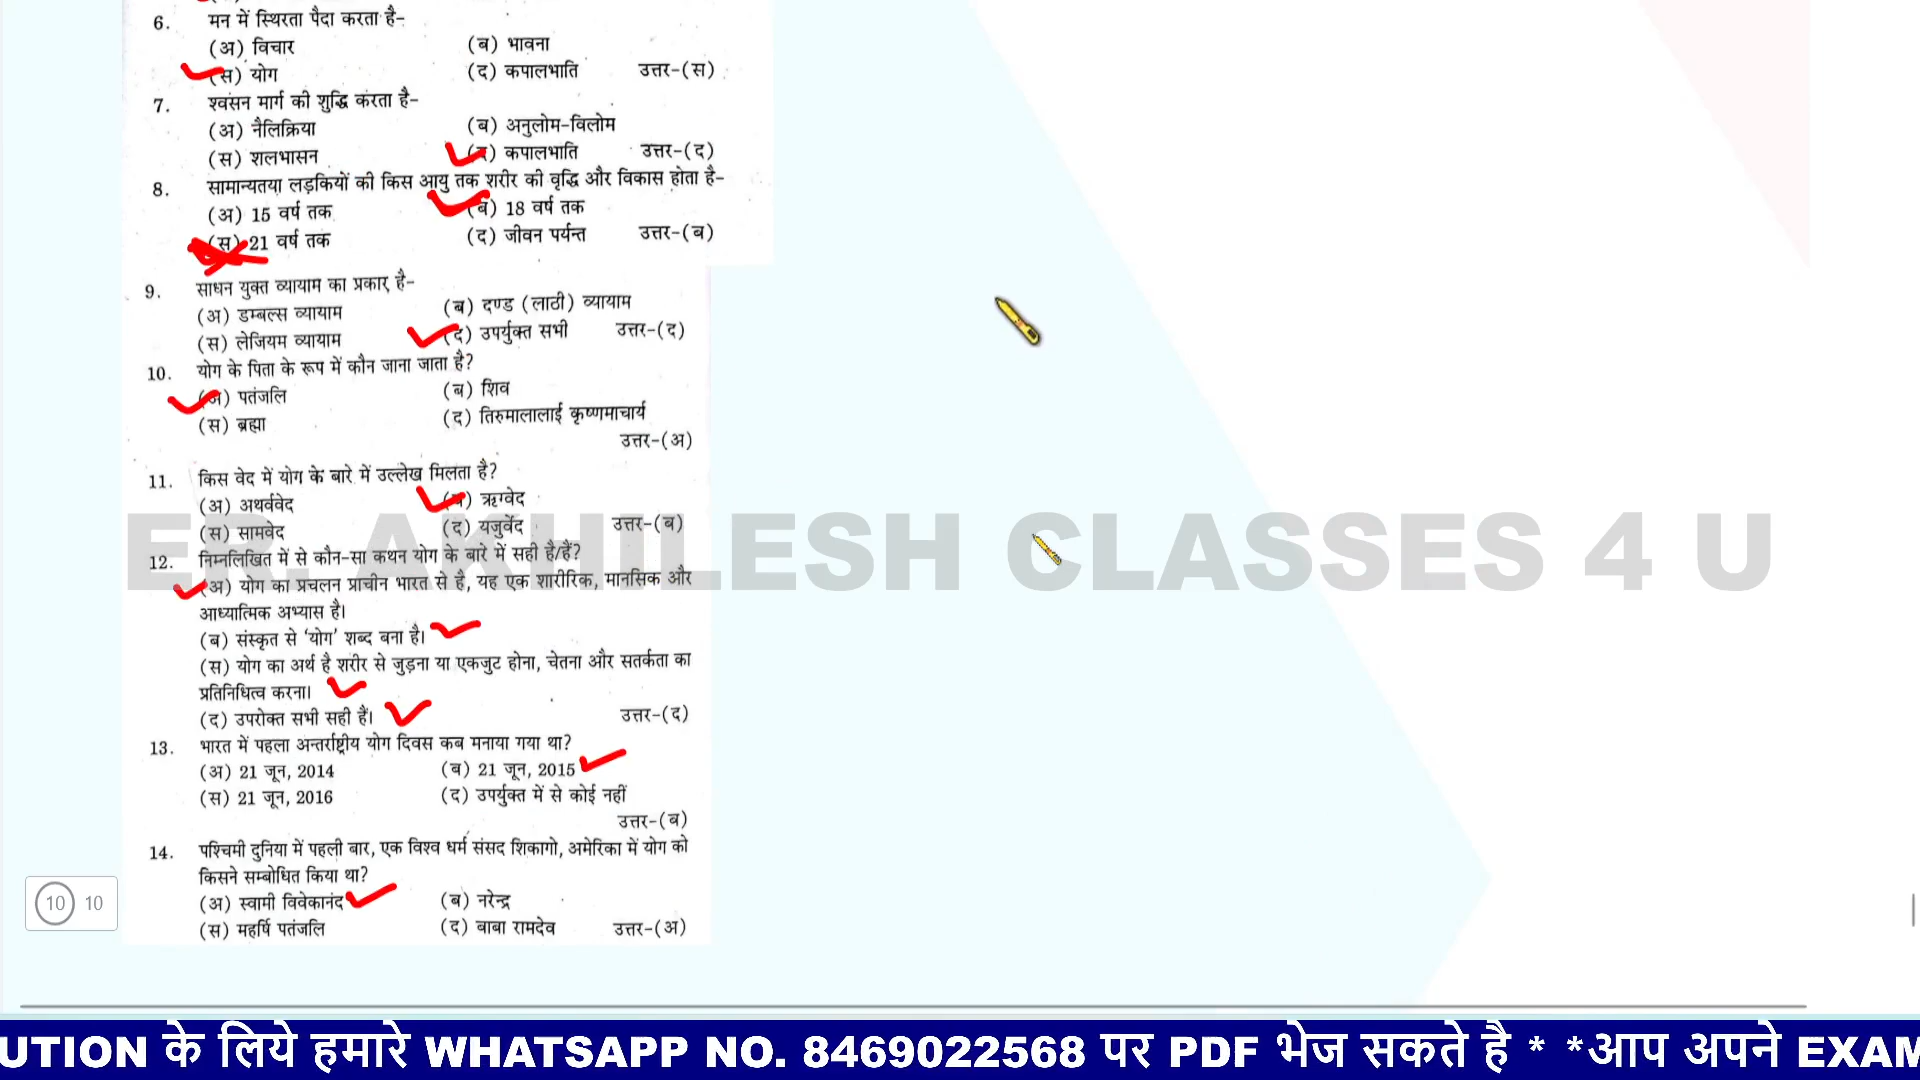 6. मन में स्थिरता पैदा करता है-
(अ) विचार (ब) भावना
(स) योग (द) कपालभाति उत्तर-(स)
7. श्वसन मार्ग की शुद्धि करता है-
(अ) नैलिक्रिया (ब) अनुलोम-विलोम
(स) शलभासन (द) कपालभाति उत्तर-(द)
8. सामान्यतया लड़कियों की किस आयु तक शरीर की वृद्धि और विकास होता है-
(अ) 15 वर्ष तक (ब) 18 वर्ष तक
(स) 21 वर्ष तक (द) जीवन पर्यन्त उत्तर-(ब)
9. साधन युक्त व्यायाम का प्रकार है-
(अ) डम्बल्स व्यायाम (ब) दण्ड (लाठी) व्यायाम
(स) लेजियम व्यायाम (द) उपर्युक्त सभी उत्तर-(द)
10. योग के पिता के रूप में कौन जाना जाता है?
(अ) पतंजलि (ब) शिव
(स) ब्रह्मा (द) तिरुमालालाई कृष्णमाचार्य
उत्तर-(अ)
11. किस वेद में योग के बारे में उल्लेख मिलता है?
(अ) अथर्ववेद (ब) ऋग्वेद
(स) सामवेद (द) यजुर्वेद उत्तर-(ब)
ER. AKHILESH CLASSES 4 U
12. निम्नलिखित में से कौन-सा कथन योग के बारे में सही है/हैं?
(अ) योग का प्रचलन प्राचीन भारत से है, यह एक शारीरिक, मानसिक और
आध्यात्मिक अभ्यास है।
(ब) संस्कृत से 'योग' शब्द बना है।
(स) योग का अर्थ है शरीर से जुड़ना या एकजुट होना, चेतना और सतर्कता का
प्रतिनिधित्व करना।
(द) उपरोक्त सभी सही हैं। उत्तर-(द)
13. भारत में पहला अन्तर्राष्ट्रीय योग दिवस कब मनाया गया था?
(अ) 21 जून, 2014 (ब) 21 जून, 2015
(स) 21 जून, 2016 (द) उपर्युक्त में से कोई नहीं
उत्तर-(ब)
14. पश्चिमी दुनिया में पहली बार, एक विश्व धर्म संसद शिकागो, अमेरिका में योग को
किसने सम्बोधित किया था?
(अ) स्वामी विवेकानंद (ब) नरेन्द्र
(स) महर्षि पतंजलि (द) बाबा रामदेव उत्तर-(अ)
10 10
UTION के लिये हमारे WHATSAPP NO. 8469022568 पर PDF भेज सकते है * *आप अपने EXAM